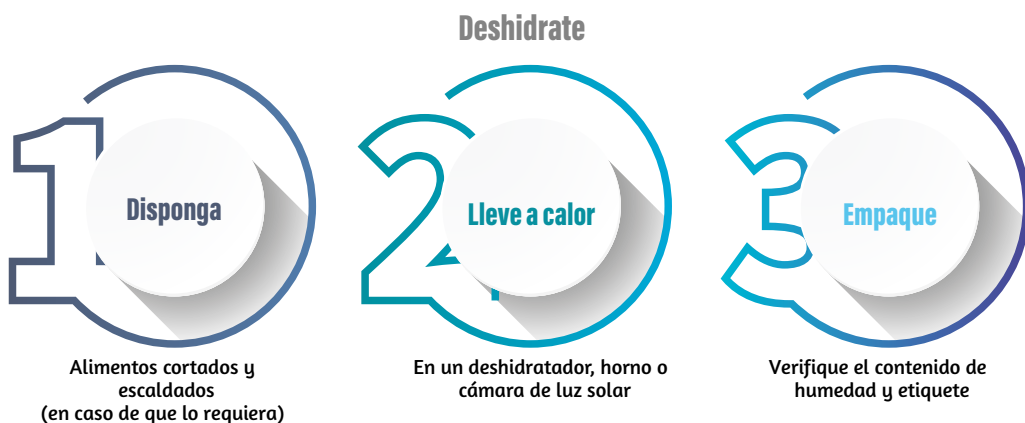 Deshidrate
1
Disponga
Alimentos cortados y
escaldados
(en caso de que lo requiera)
2
Lleve a calor
En un deshidratador, horno o
cámara de luz solar
3
Empaque
Verifique el contenido de
humedad y etiquete